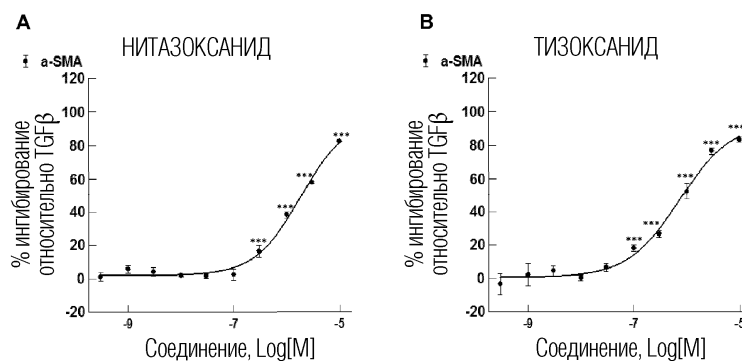 A
НИТАЗОКСАНИД
a-SMA
% ингибирование
относительно TGFβ
120
100
80
60
40
20
0
-20
***
***
***
***
-9
-7
-5
Соединение, Log[M]
B
ТИЗОКСАНИД
a-SMA
% ингибирование
относительно TGFβ
120
100
80
60
40
20
0
-20
***
***
***
***
***
-9
-7
-5
Соединение, Log[M]